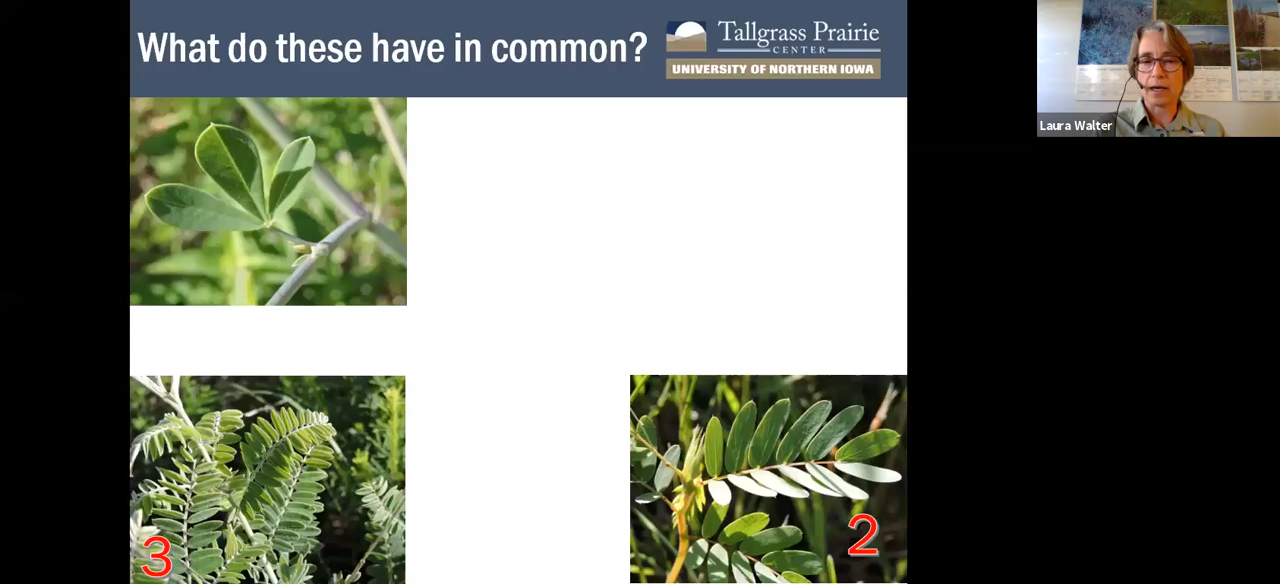 What do these have in common?
Tallgrass Prairie
CENTER
UNIVERSITY OF NORTHERN IOWA
Laura Walter
3
2